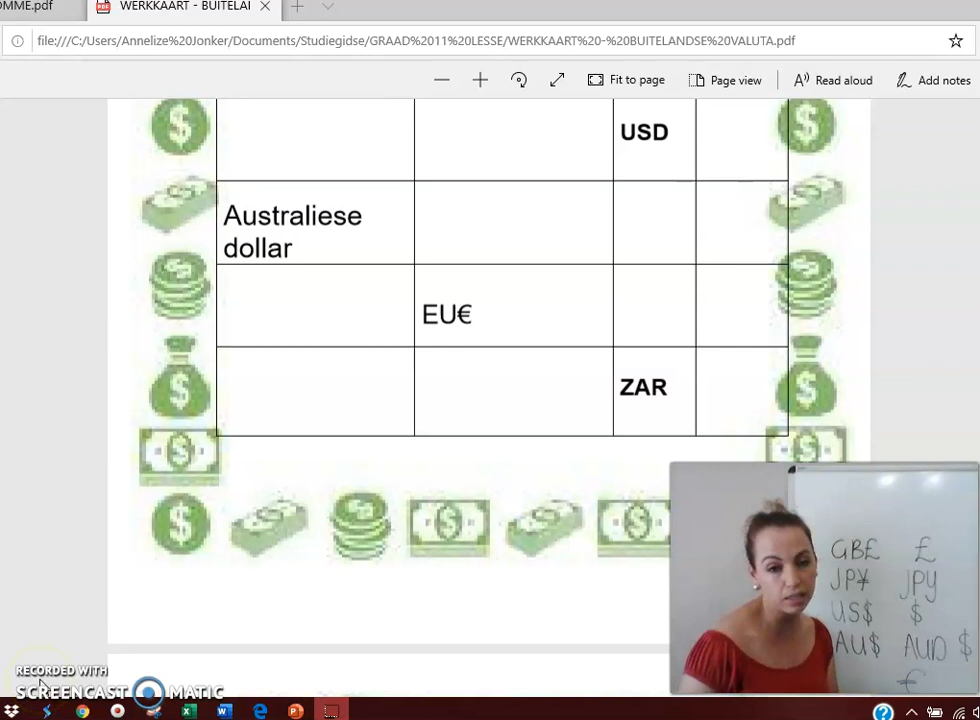 OMME.pdf
WERKKAART - BUITELAI
file:///C:/Users/Annelize%20Jonker/Documents/Studiegidse/GRAAD%2011%20LESSE/WERKKAART%20-%20BUITELANDSE%20VALUTA.pdf
Fit to page
Page view
Read aloud
Add notes
USD
Australiese
dollar
EU€
ZAR
GB£ £
JP¥ JPY
US$ $
AU$ AUD $
€
RECORDED WITH
SCREENCAST MATIC